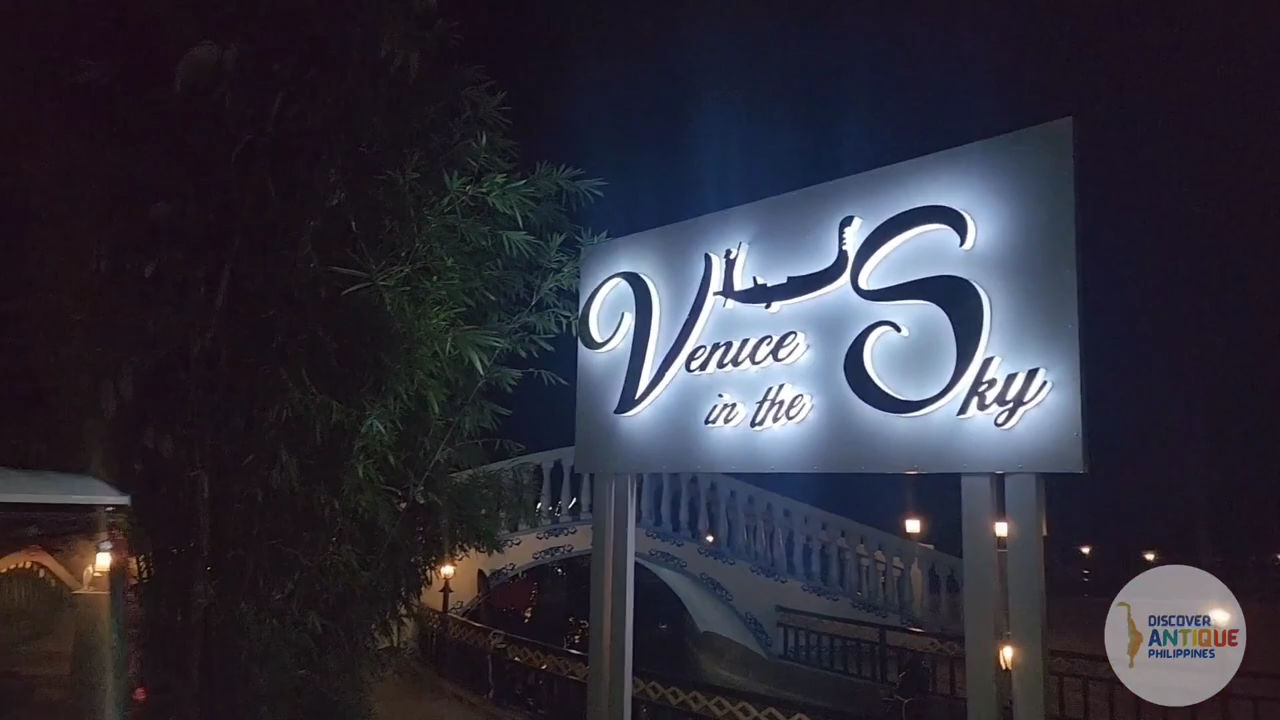 Venice
in the
Sky
DISCOVER
ANTIQUE
PHILIPPINES